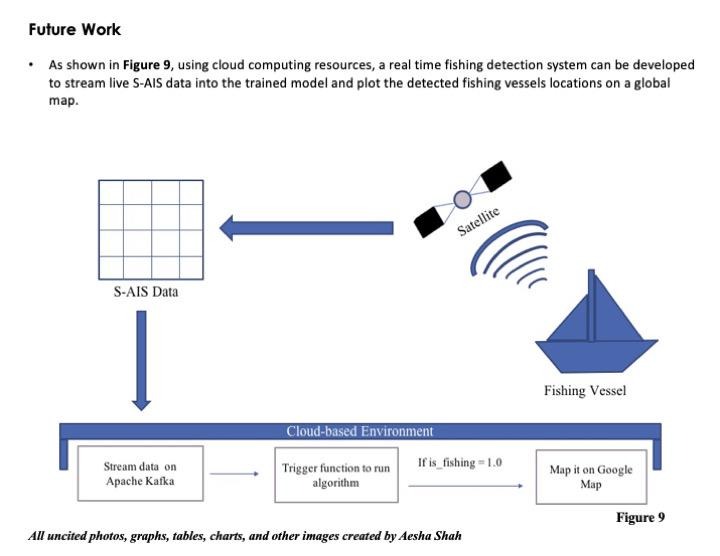 Future Work
• As shown in Figure 9, using cloud computing resources, a real time fishing detection system can be developed
to stream live S-AIS data into the trained model and plot the detected fishing vessels locations on a global
map.
Satellite
S-AIS Data
Fishing Vessel
Cloud-based Environment
Stream data on
Apache Kafka
Trigger function to run
algorithm
If is_fishing = 1.0
Map it on Google
Map
Figure 9
All uncited photos, graphs, tables, charts, and other images created by Aesha Shah